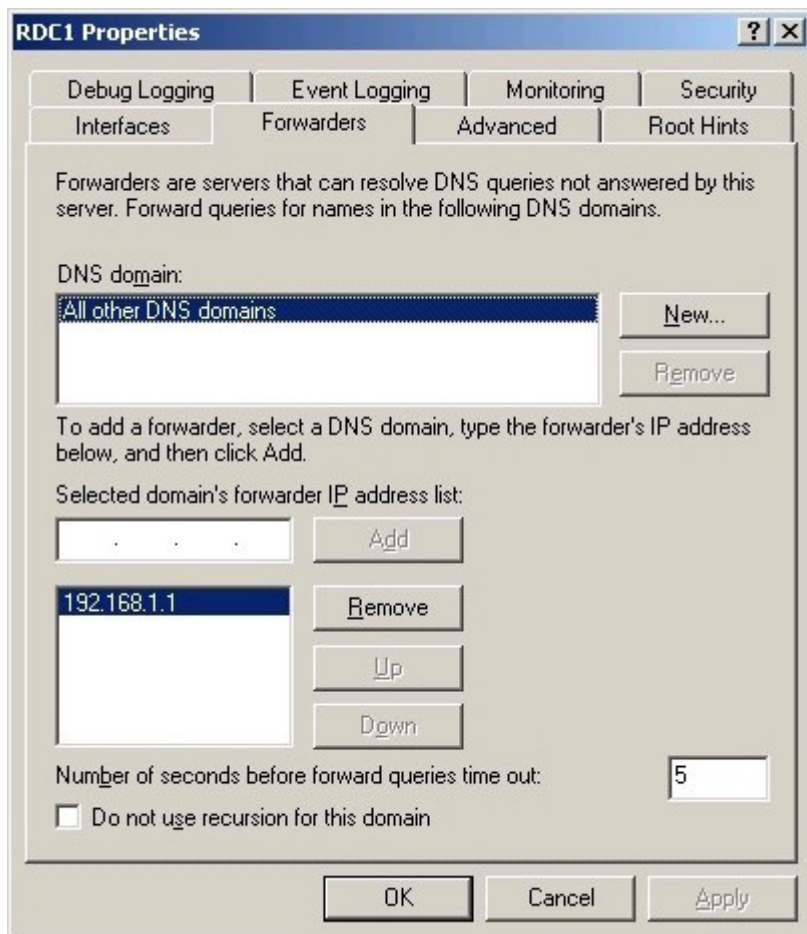 RDC1 Properties
Debug Logging Event Logging Monitoring Security
Interfaces Forwarders Advanced Root Hints
Forwarders are servers that can resolve DNS queries not answered by this
server. Forward queries for names in the following DNS domains.
DNS domain:
All other DNS domains
New...
Remove
To add a forwarder, select a DNS domain, type the forwarder's IP address
below, and then click Add.
Selected domain's forwarder IP address list:
. . . Add
192.168.1.1 Remove
Up
Down
Number of seconds before forward queries time out: 5
Do not use recursion for this domain
OK Cancel Apply